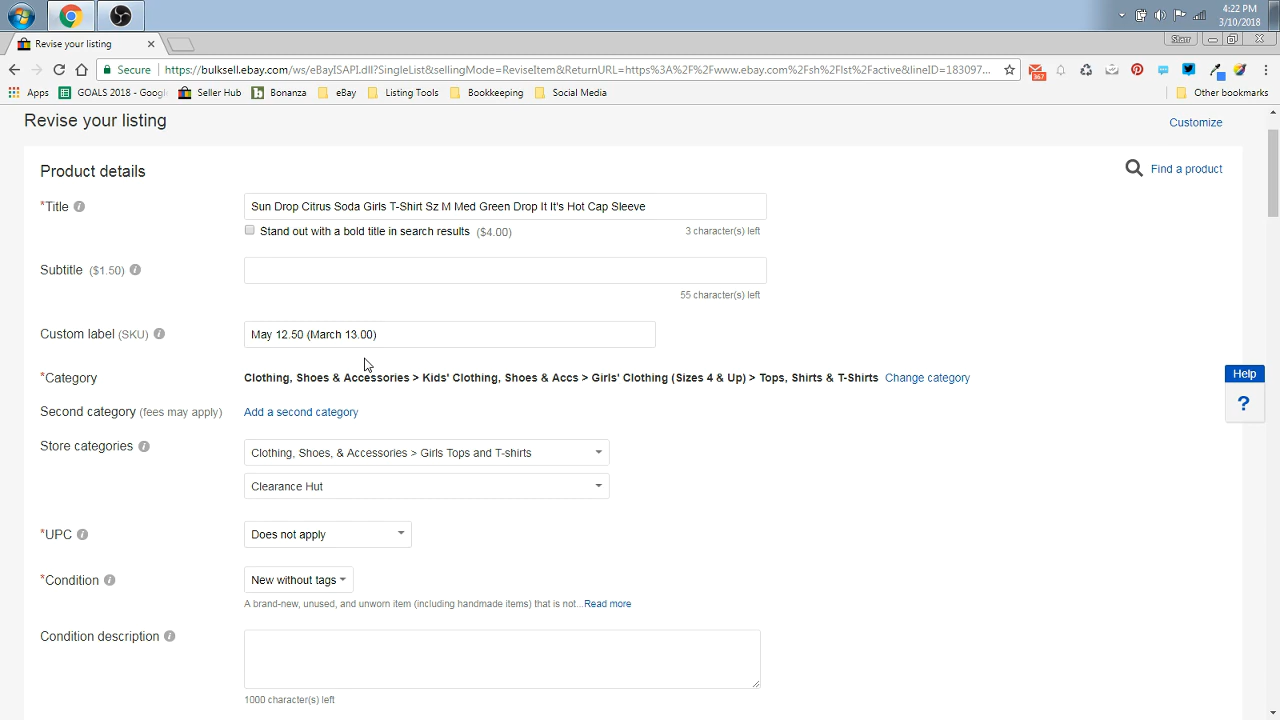 4:22 PM
3/10/2018
Revise your listing
Starr
Secure https://bulksell.ebay.com/ws/eBayISAPI.dll?SingleList&sellingMode=ReviseItem&ReturnURL=https%3A%2F%2Fwww.ebay.com%2Fsh%2Flst%2Factive&lineID=183097...
367
Apps GOALS 2018 - Googl Seller Hub Bonanza eBay Listing Tools Bookkeeping Social Media Other bookmarks
Revise your listing Customize
Product details Find a product
*Title Sun Drop Citrus Soda Girls T-Shirt Sz M Med Green Drop It It's Hot Cap Sleeve
Stand out with a bold title in search results ($4.00) 3 character(s) left
Subtitle ($1.50)
55 character(s) left
Custom label (SKU) May 12.50 (March 13.00)
*Category Clothing, Shoes & Accessories > Kids' Clothing, Shoes & Accs > Girls' Clothing (Sizes 4 & Up) > Tops, Shirts & T-Shirts Change category
Help
?
Second category (fees may apply) Add a second category
Store categories Clothing, Shoes, & Accessories > Girls Tops and T-shirts
Clearance Hut
*UPC Does not apply
*Condition New without tags
A brand-new, unused, and unworn item (including handmade items) that is not...Read more
Condition description
1000 character(s) left